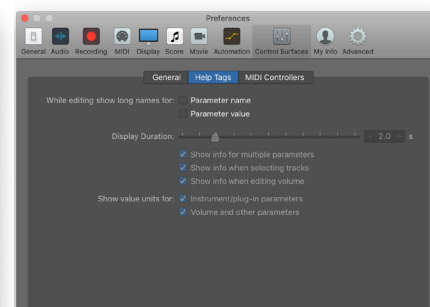 Preferences
General Audio Recording MIDI Display Score Movie Automation Control Surfaces My Info Advanced
General Help Tags MIDI Controllers
While editing show long names for: Parameter name
Parameter value
Display Duration: 2.0 s
Show info for multiple parameters
Show info when selecting tracks
Show info when editing volume
Show value units for: Instrument/plug-in parameters
Volume and other parameters